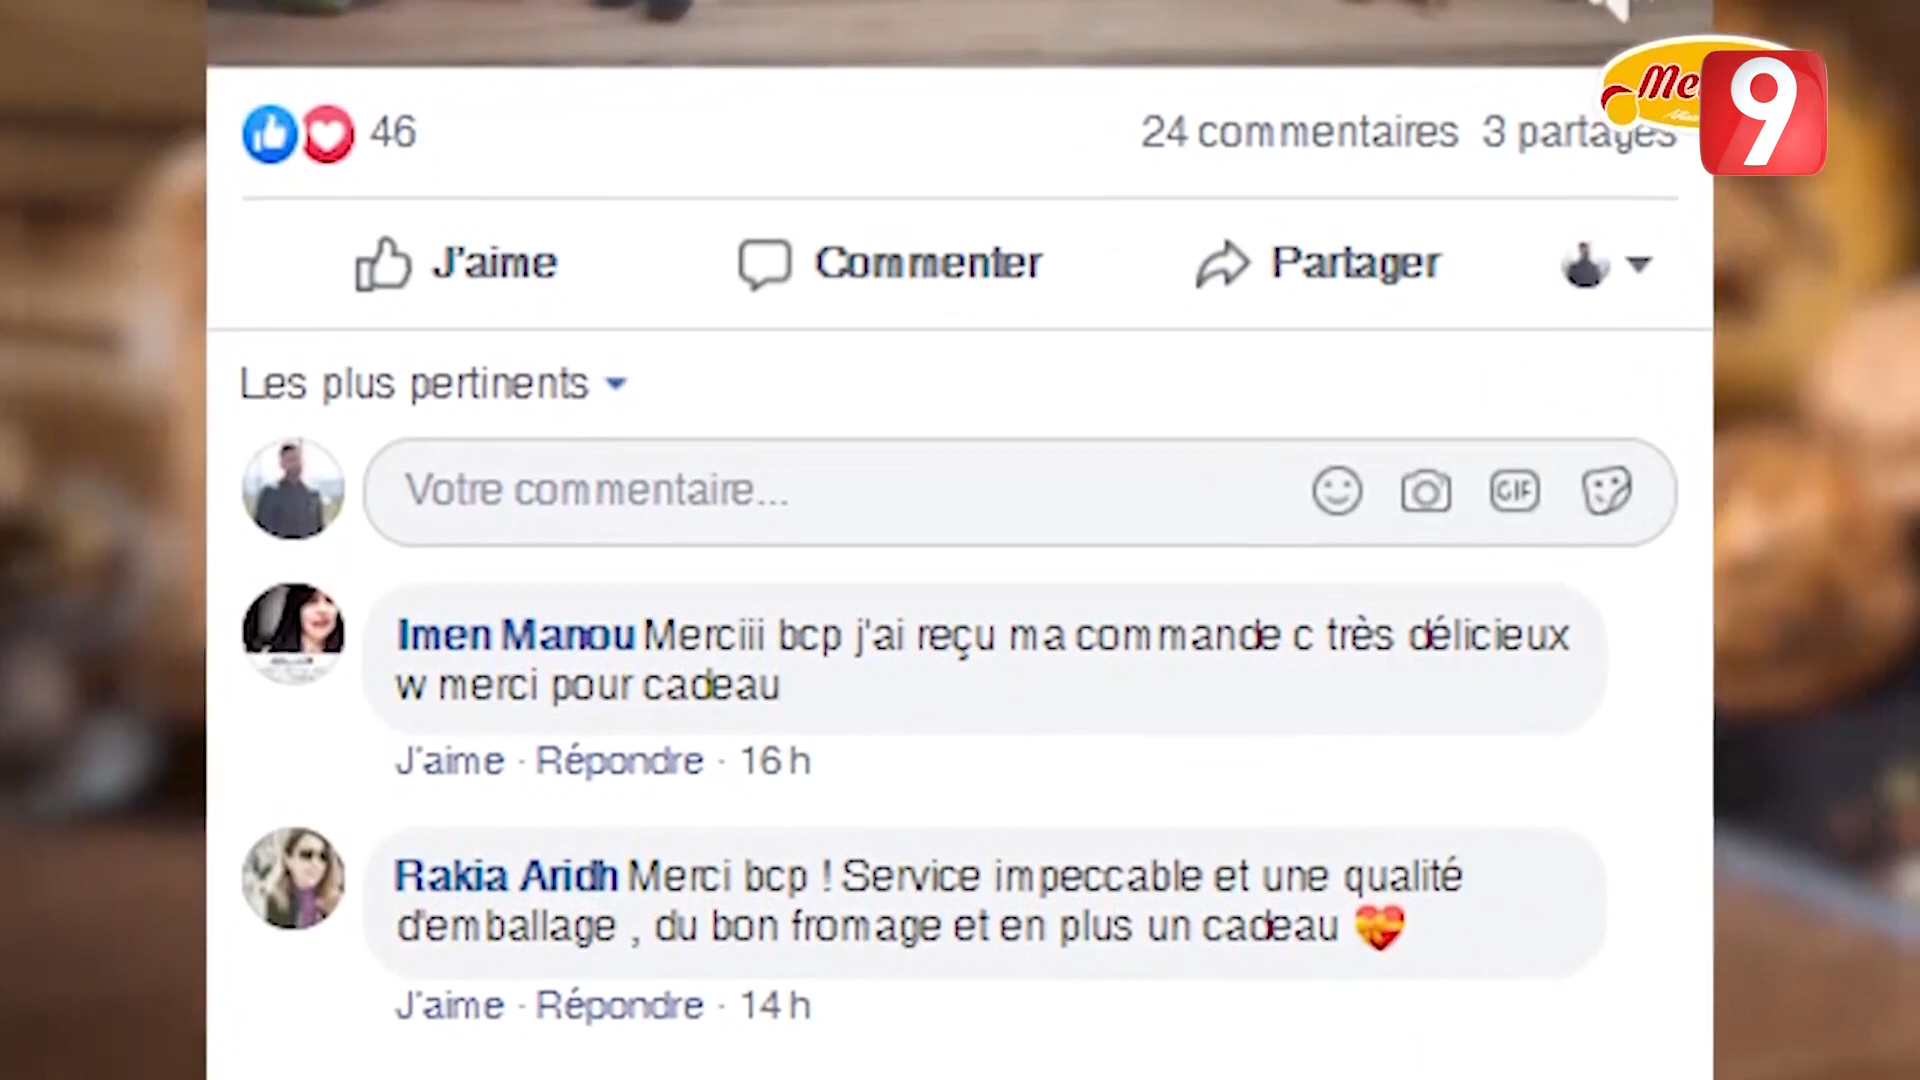 9
46
24 commentaires 3 partages
J'aime
Commenter
Partager
Les plus pertinents
Votre commentaire...
GIF
Imen Manou Merciii bcp j'ai reçu ma commande c très délicieux
w merci pour cadeau
J'aime · Répondre · 16 h
Rakia Aridh Merci bcp ! Service impeccable et une qualité
d'emballage , du bon fromage et en plus un cadeau
J'aime · Répondre · 14 h